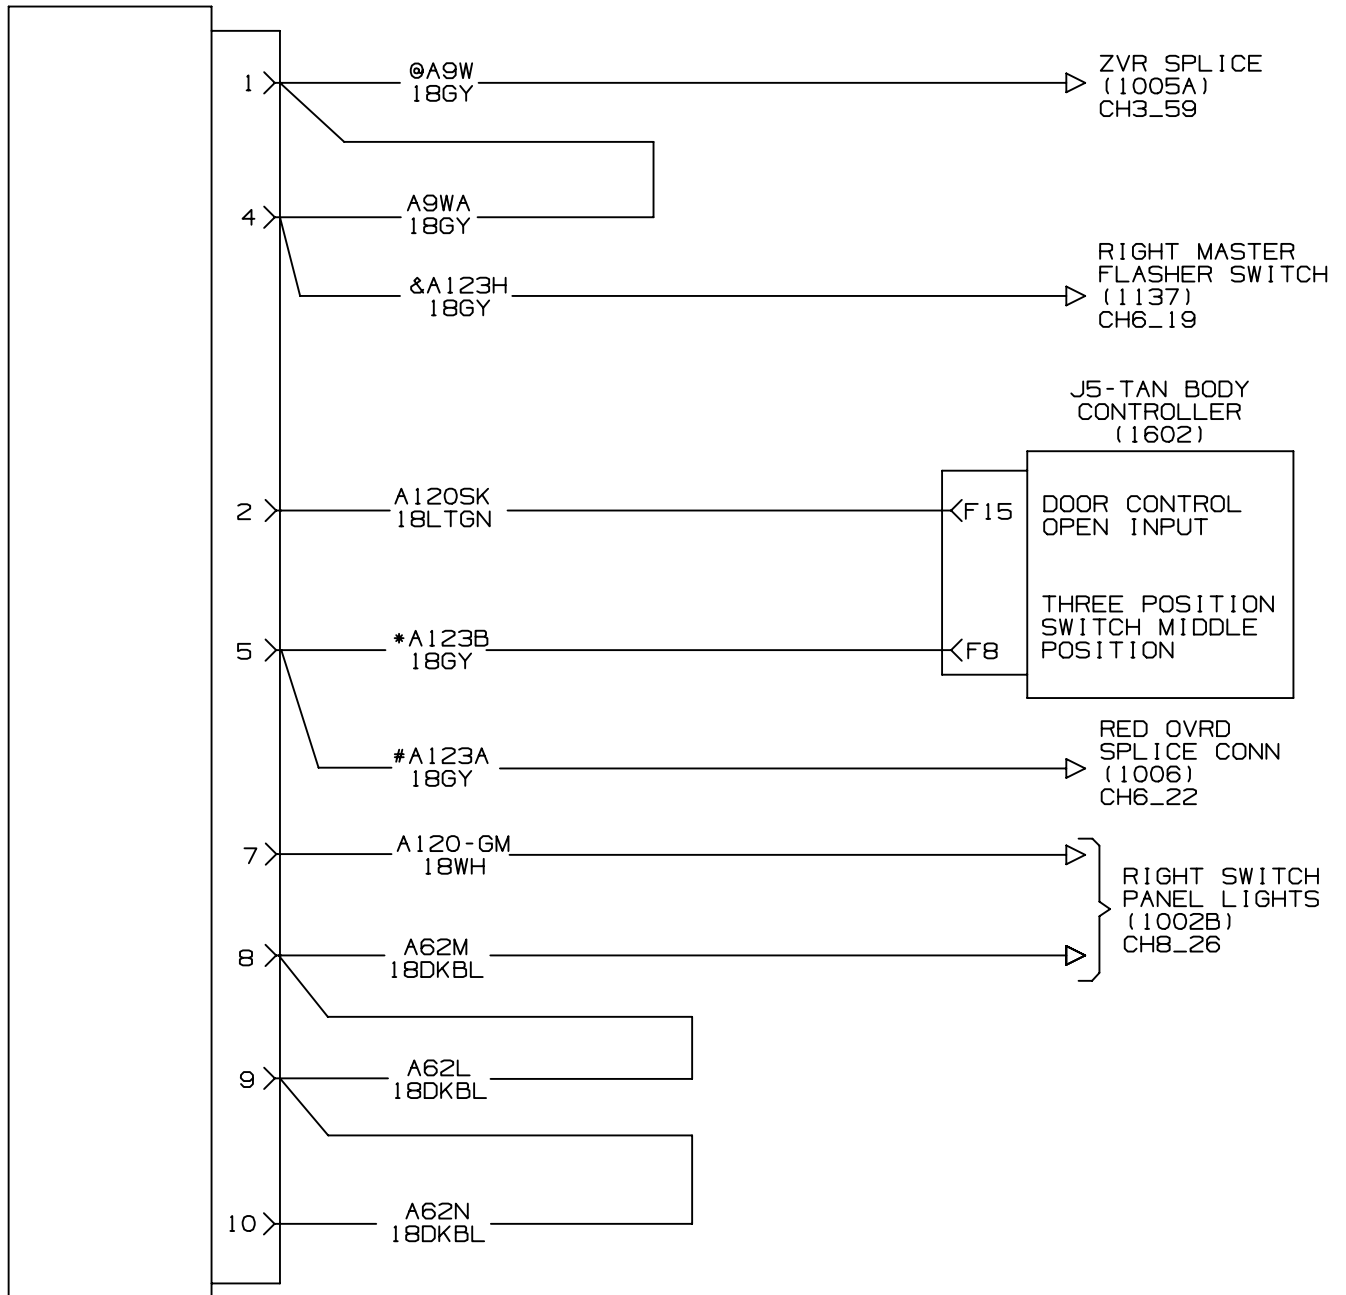 1
@A9W
18GY
ZVR SPLICE
(1005A)
CH3_59
4
A9WA
18GY
&A123H
18GY
RIGHT MASTER
FLASHER SWITCH
(1137)
CH6_19
J5-TAN BODY
CONTROLLER
(1602)
2
A120SK
18LTGN
F15
DOOR CONTROL
OPEN INPUT
5
*A123B
18GY
F8
THREE POSITION
SWITCH MIDDLE
POSITION
#A123A
18GY
RED OVRD
SPLICE CONN
(1006)
CH6_22
7
A120-GM
18WH
8
A62M
18DKBL
RIGHT SWITCH
PANEL LIGHTS
(1002B)
CH8_26
9
A62L
18DKBL
10
A62N
18DKBL